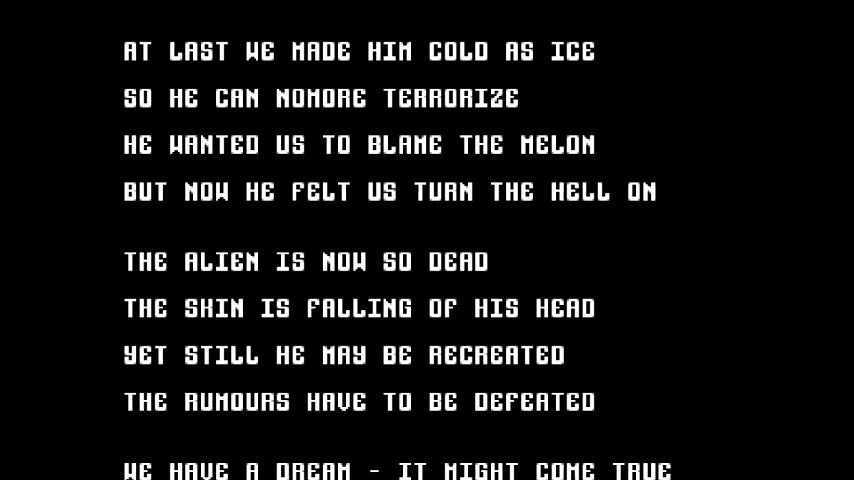 AT LAST WE MADE HIM COLD AS ICE
SO HE CAN NOMORE TERRORIZE
HE WANTED US TO BLAME THE MELON
BUT NOW HE FELT US TURN THE HELL ON
THE ALIEN IS NOW SO DEAD
THE SKIN IS FALLING OF HIS HEAD
YET STILL HE MAY BE RECREATED
THE RUMOURS HAVE TO BE DEFEATED
WE HAVE A DREAM - IT MIGHT COME TRUE